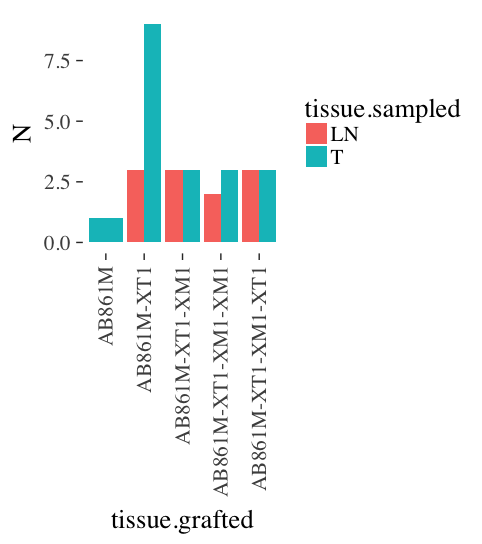 N
7.5
5.0
2.5
0.0
AB861M
AB861M-XT1
AB861M-XT1-XM1
AB861M-XT1-XM1-XM1
AB861M-XT1-XM1-XT1
tissue.grafted
tissue.sampled
LN
T